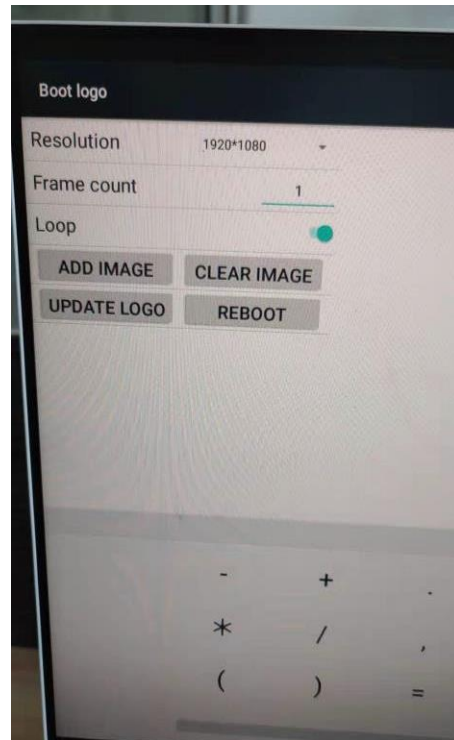 Boot logo
Resolution 1920*1080
Frame count 1
Loop
ADD IMAGE CLEAR IMAGE
UPDATE LOGO REBOOT
- + .
* / ,
( ) =